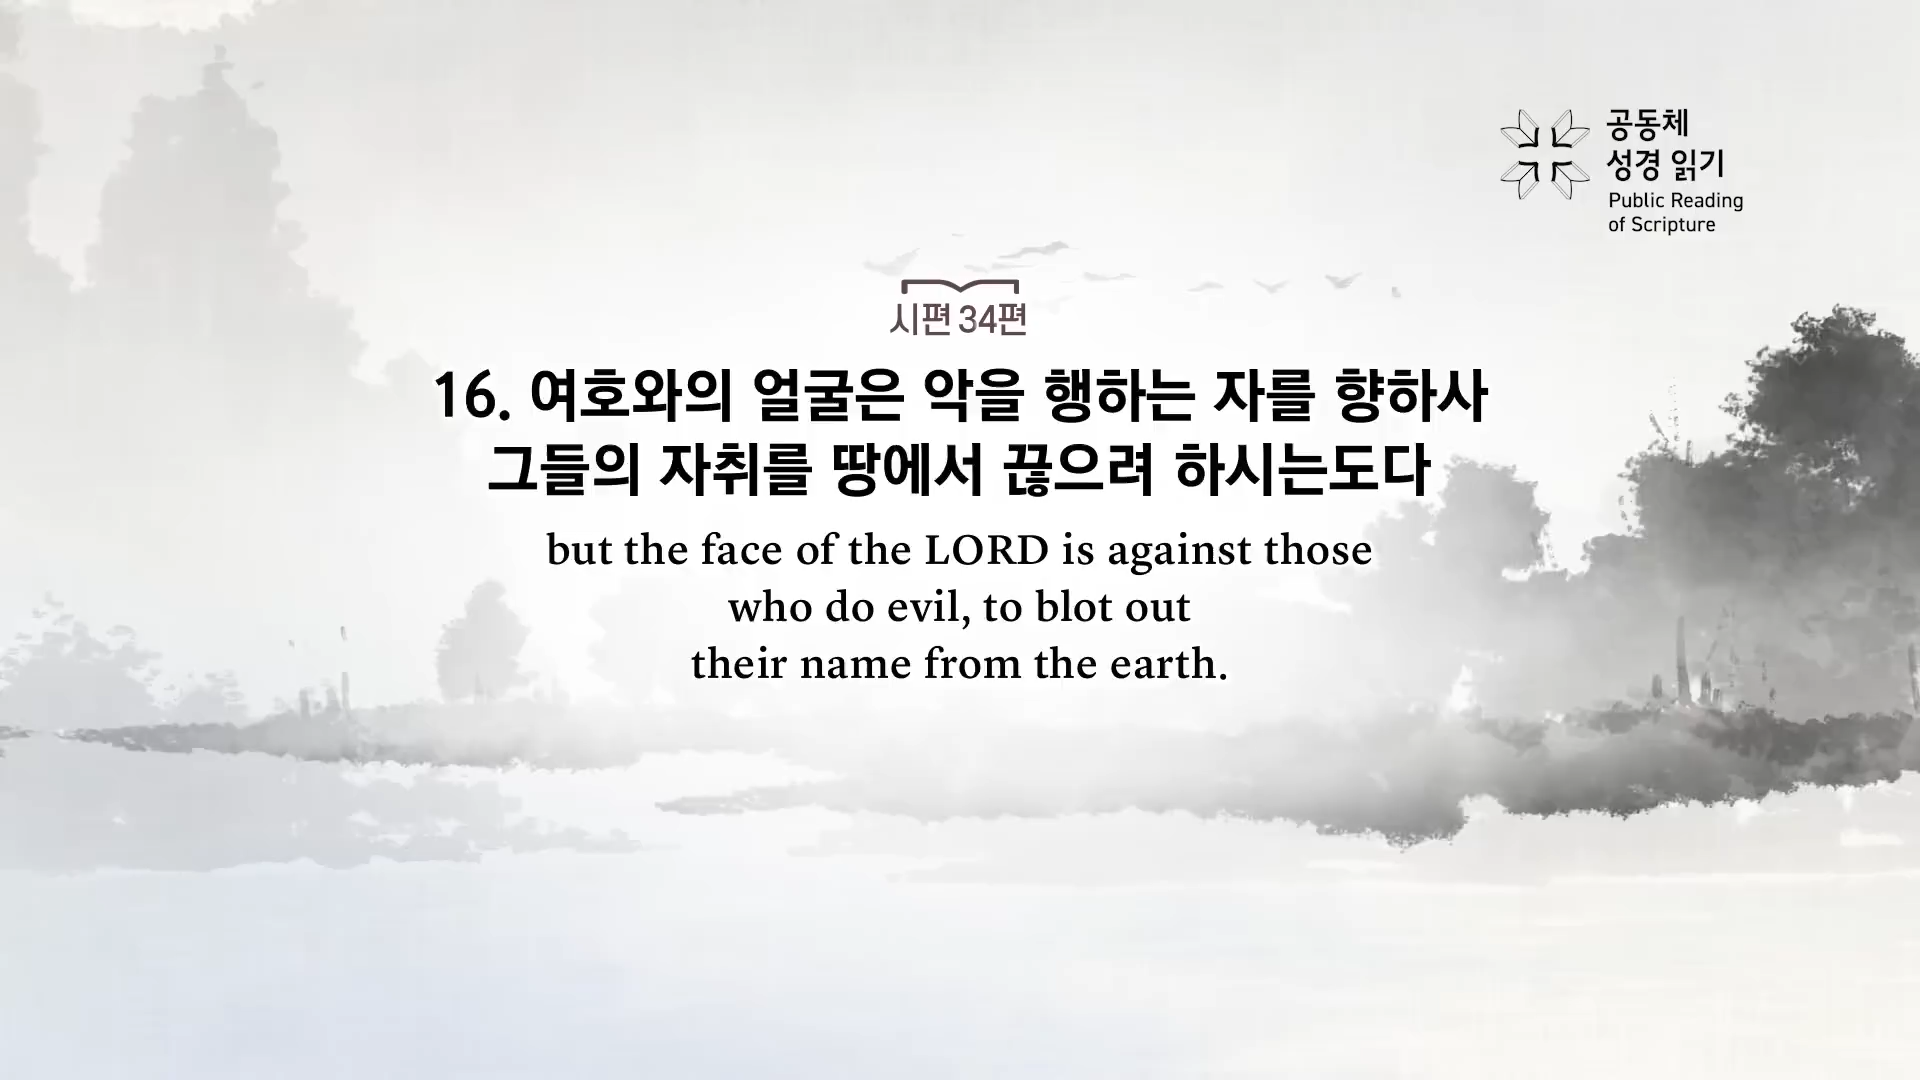 공동체
성경 읽기
Public Reading
of Scripture
시편 34편
16. 여호와의 얼굴은 악을 행하는 자를 향하사
그들의 자취를 땅에서 끊으려 하시는도다
but the face of the LORD is against those
who do evil, to blot out
their name from the earth.